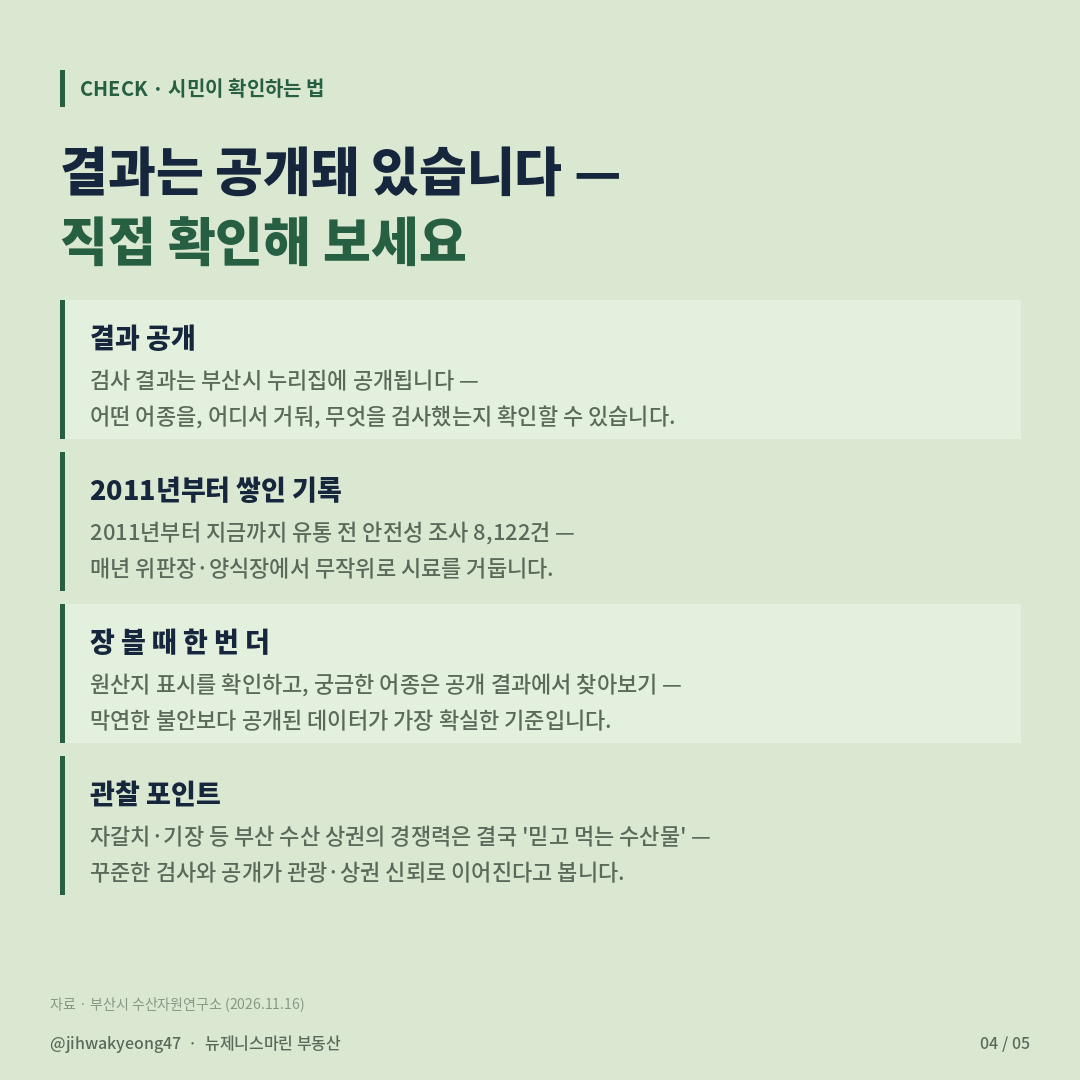 CHECK · 시민이 확인하는 법
결과는 공개돼 있습니다 —
직접 확인해 보세요
결과 공개
검사 결과는 부산시 누리집에 공개됩니다 —
어떤 어종을, 어디서 거둬, 무엇을 검사했는지 확인할 수 있습니다.
2011년부터 쌓인 기록
2011년부터 지금까지 유통 전 안전성 조사 8,122건 —
매년 위판장·양식장에서 무작위로 시료를 거둡니다.
장 볼 때 한 번 더
원산지 표시를 확인하고, 궁금한 어종은 공개 결과에서 찾아보기 —
막연한 불안보다 공개된 데이터가 가장 확실한 기준입니다.
관찰 포인트
자갈치·기장 등 부산 수산 상권의 경쟁력은 결국 '믿고 먹는 수산물' —
꾸준한 검사와 공개가 관광·상권 신뢰로 이어진다고 봅니다.
자료 · 부산시 수산자원연구소 (2026.11.16)
@jihwakyeong47 · 뉴제니스마린 부동산
04 / 05